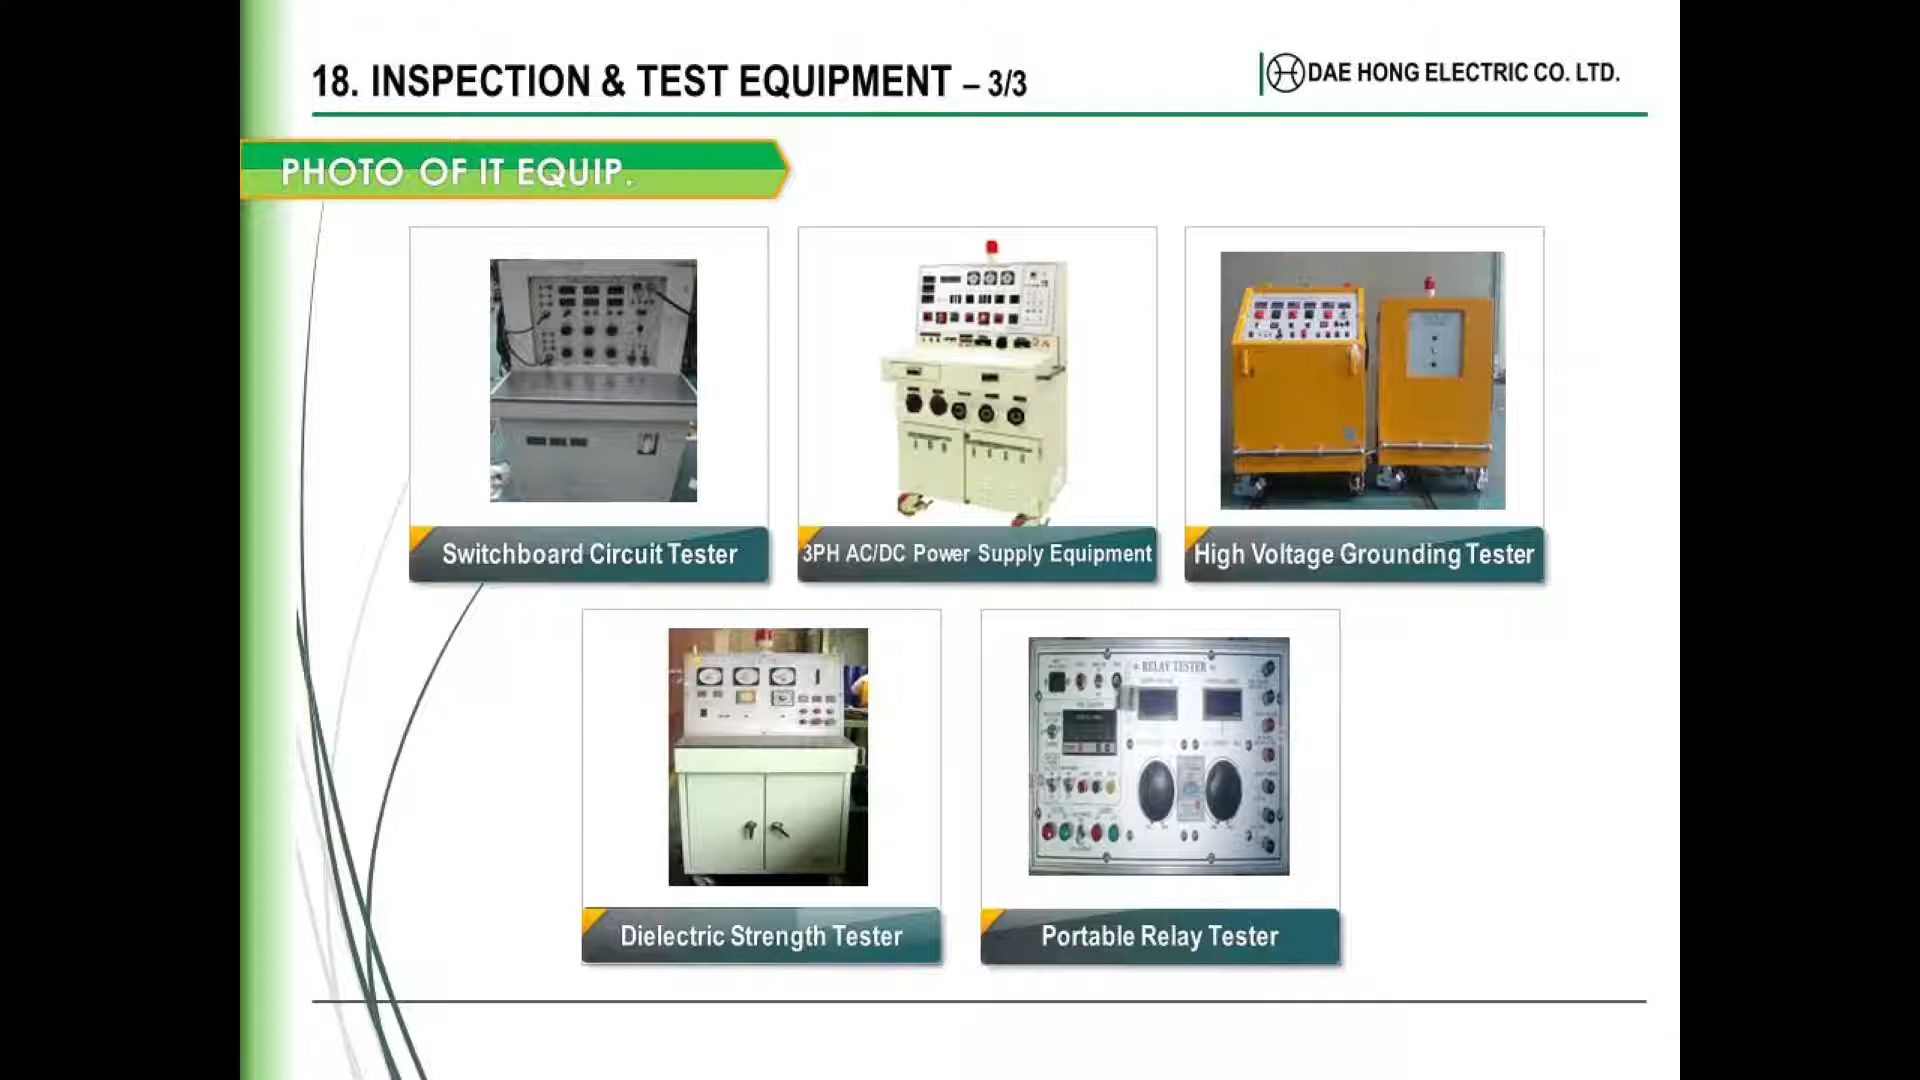 18. INSPECTION & TEST EQUIPMENT – 3/3
DAE HONG ELECTRIC CO. LTD.
PHOTO OF IT EQUIP.
Switchboard Circuit Tester
3PH AC/DC Power Supply Equipment
High Voltage Grounding Tester
RELAY TESTER
Dielectric Strength Tester
Portable Relay Tester